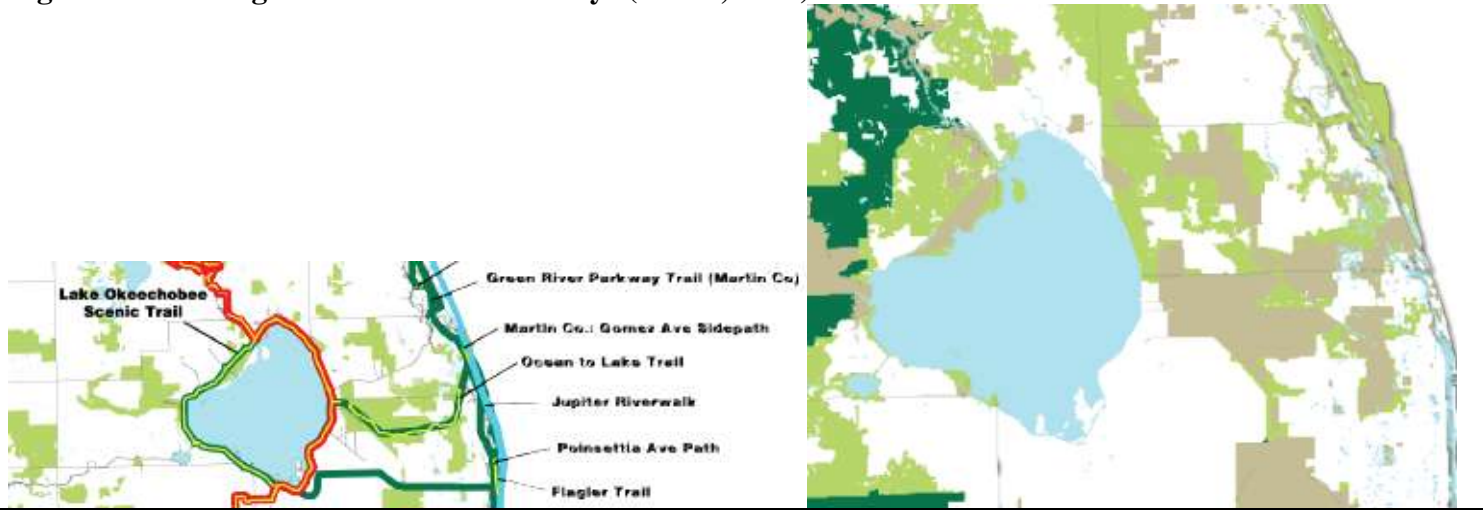 Lake Okeechobee
Scenic Trail
Green River Parkway Trail (Martin Co)
Martin Co.: Gomez Ave Sidepath
Ocean to Lake Trail
Jupiter Riverwalk
Poinsettia Ave Path
Flagler Trail